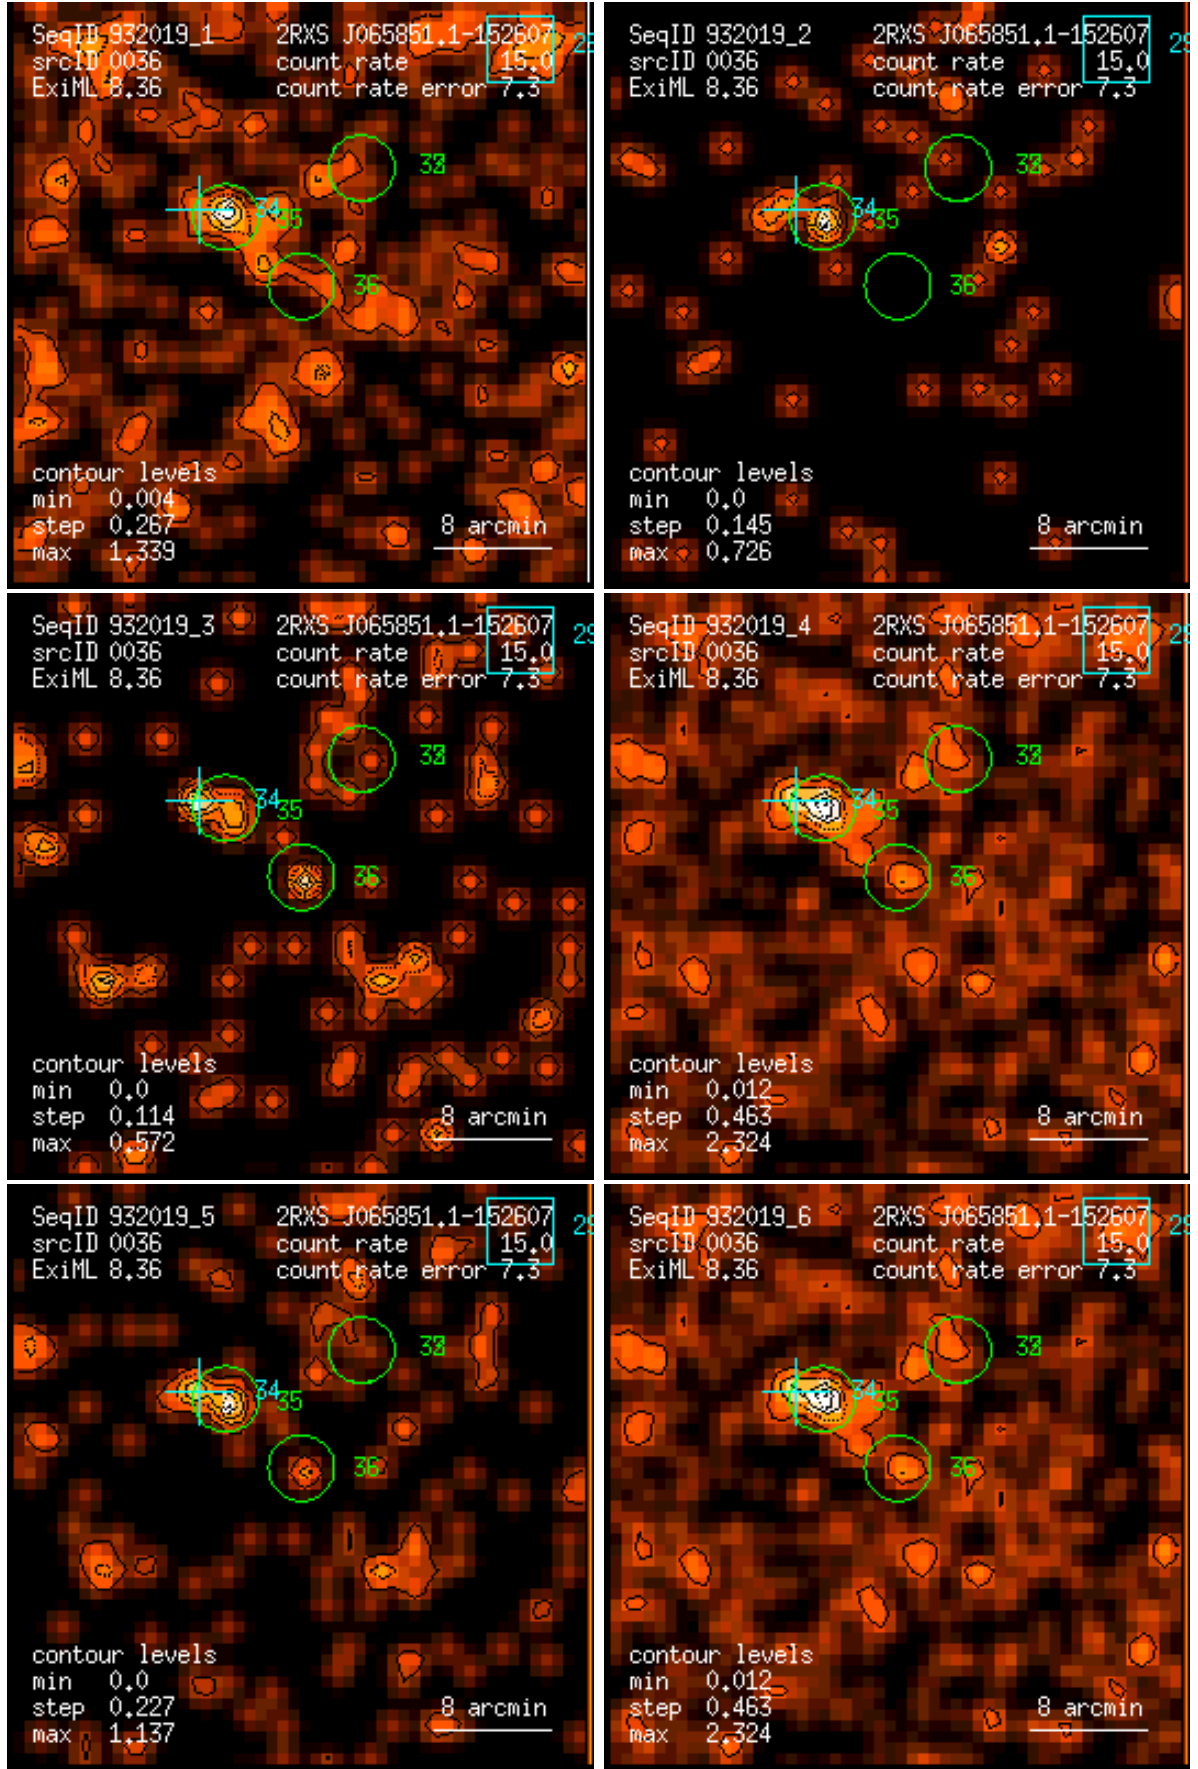 SeqID 932019_1 2RXS J065851.1-152607
srcID 0036 count rate 15.0
ExiML 8.36 count rate error 7.3
34
35
36
contour levels
min 0.004
step 0.267
max 1.339
8 arcmin
SeqID 932019_2 2RXS J065851.1-152607
srcID 0036 count rate 15.0
ExiML 8.36 count rate error 7.3
34
35
36
contour levels
min 0.0
step 0.145
max 0.726
8 arcmin
SeqID 932019_3 2RXS J065851.1-152607
srcID 0036 count rate 15.0
ExiML 8.36 count rate error 7.3
34
35
36
contour levels
min 0.0
step 0.114
max 0.572
8 arcmin
SeqID 932019_4 2RXS J065851.1-152607
srcID 0036 count rate 15.0
ExiML 8.36 count rate error 7.3
34
35
36
contour levels
min 0.012
step 0.463
max 2.324
8 arcmin
SeqID 932019_5 2RXS J065851.1-152607
srcID 0036 count rate 15.0
ExiML 8.36 count rate error 7.3
34
35
36
contour levels
min 0.0
step 0.227
max 1.137
8 arcmin
SeqID 932019_6 2RXS J065851.1-152607
srcID 0036 count rate 15.0
ExiML 8.36 count rate error 7.3
34
35
36
contour levels
min 0.012
step 0.463
max 2.324
8 arcmin